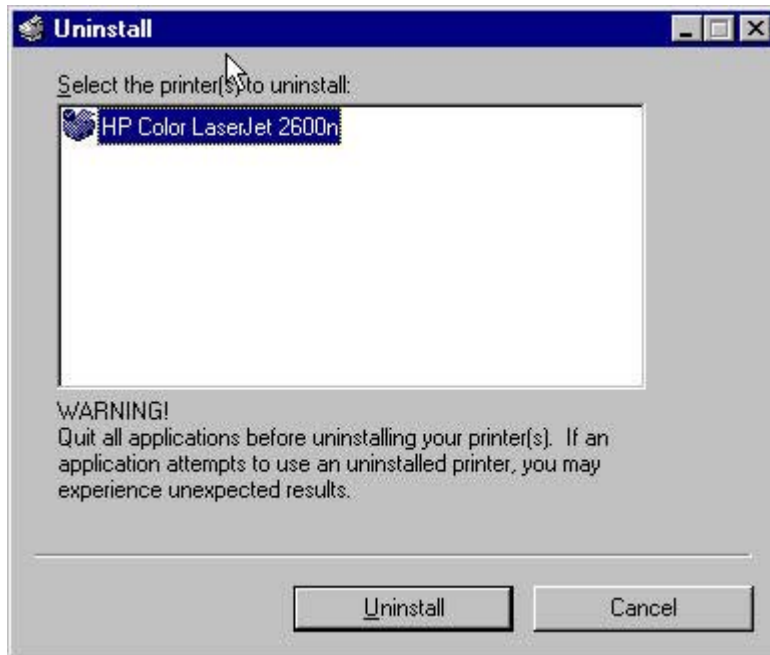 Uninstall
Select the printer(s) to uninstall:
HP Color LaserJet 2600n
WARNING!
Quit all applications before uninstalling your printer(s). If an
application attempts to use an uninstalled printer, you may
experience unexpected results.
Uninstall
Cancel